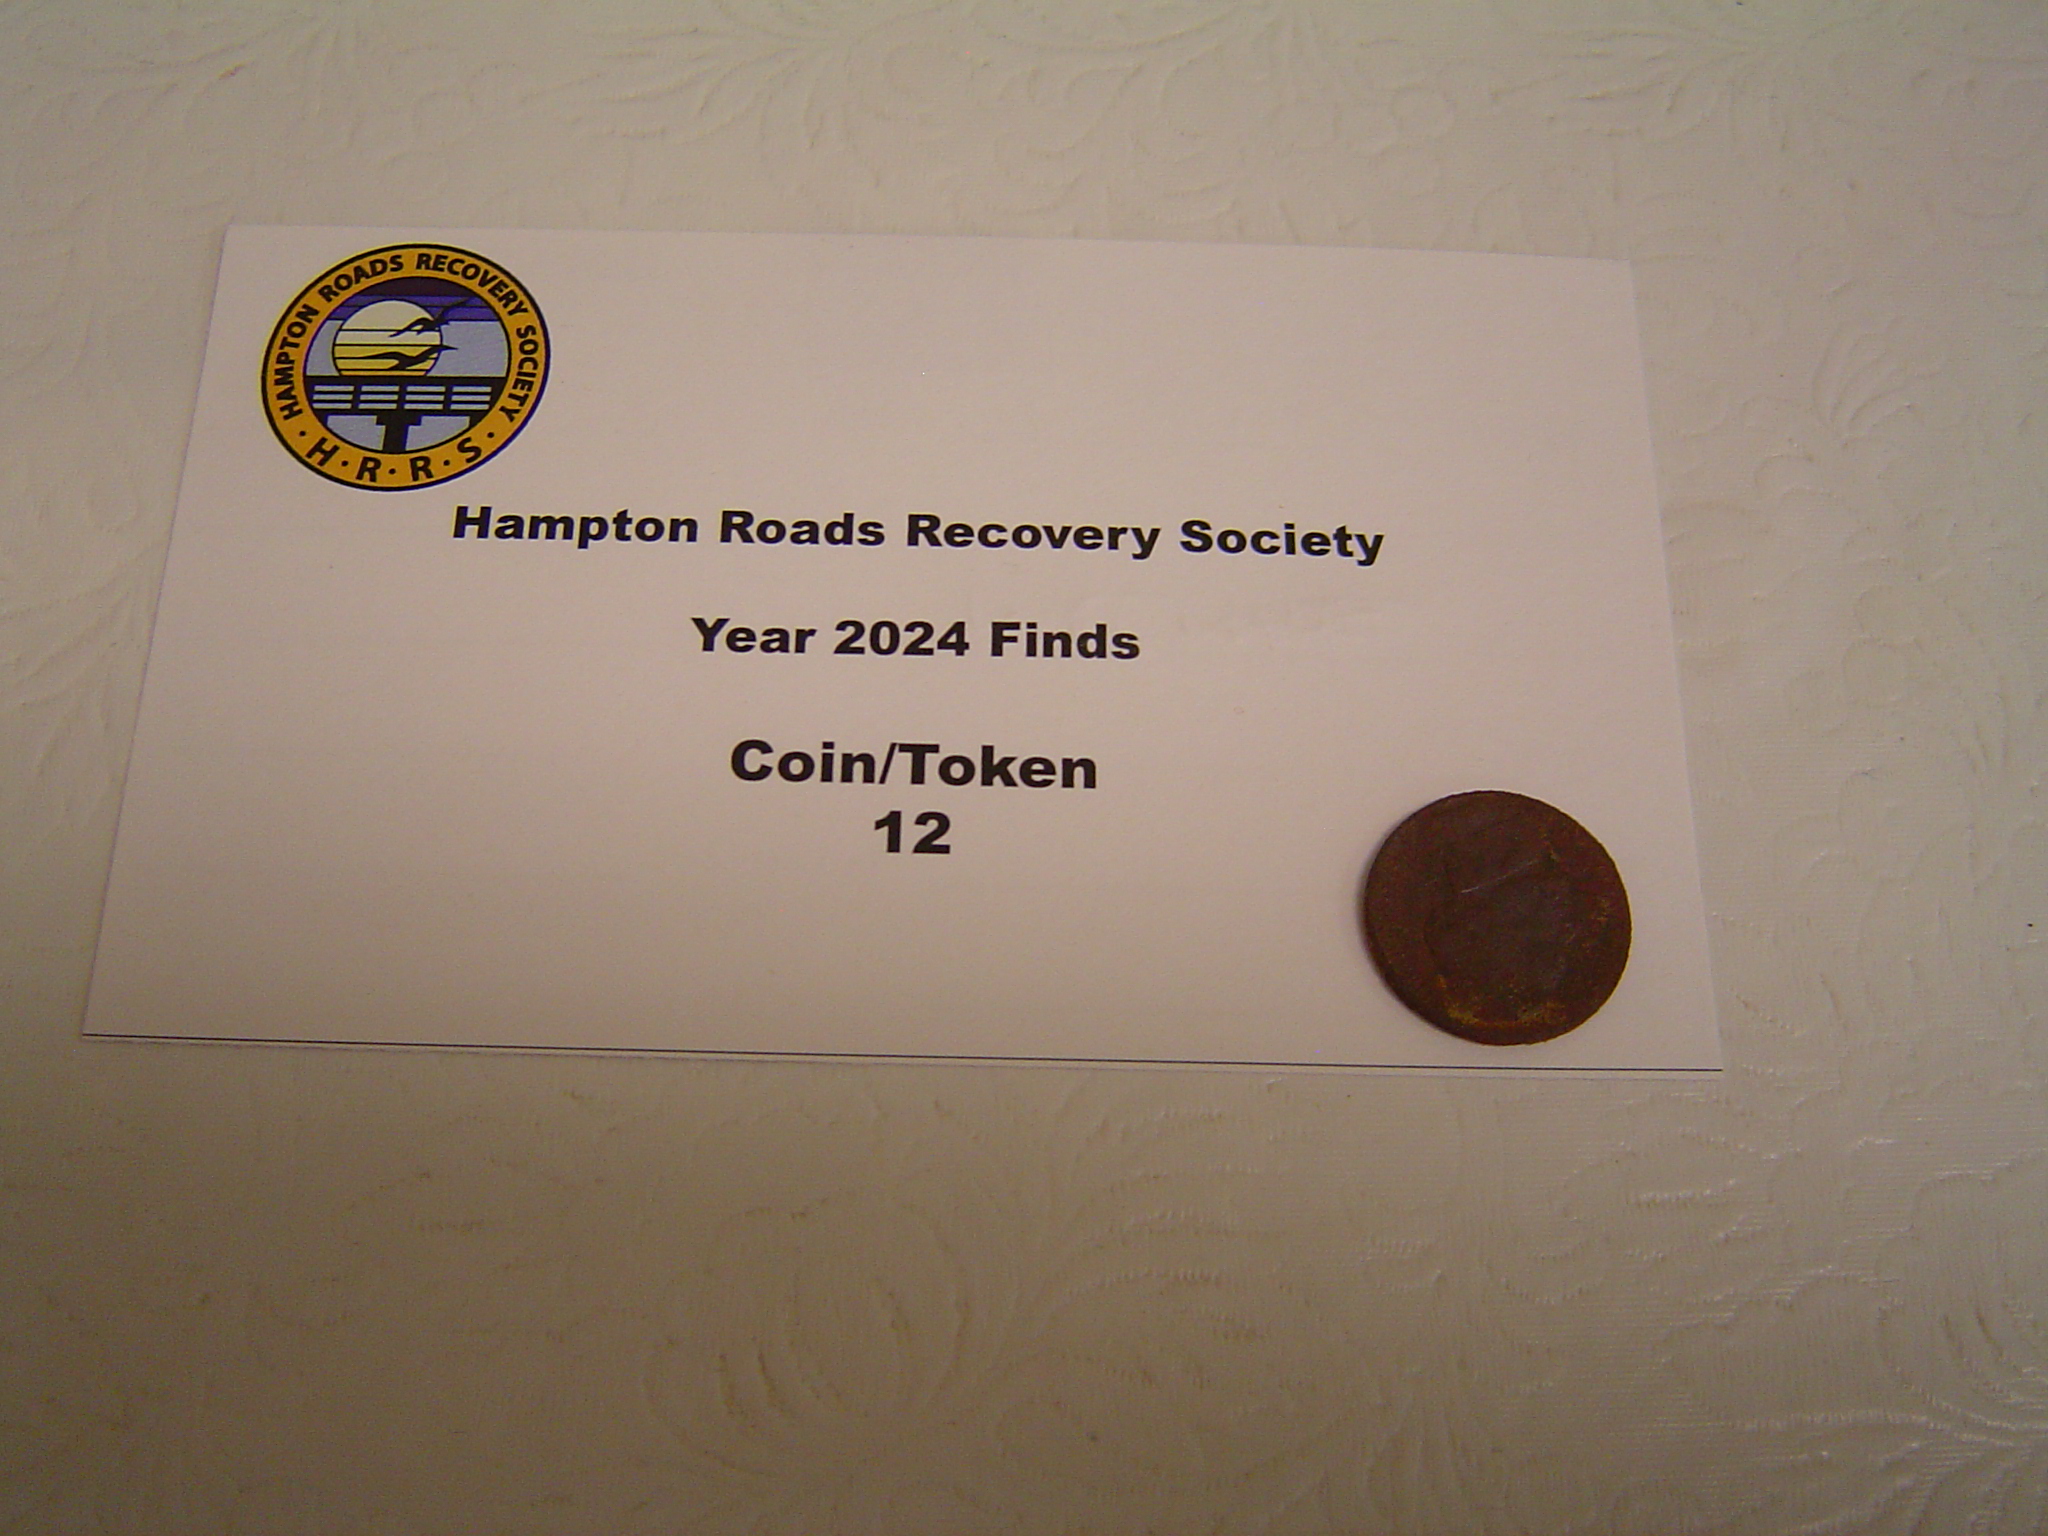 HAMPTON ROADS RECOVERY SOCIETY
· H · R · R · S ·
Hampton Roads Recovery Society
Year 2024 Finds
Coin/Token
12